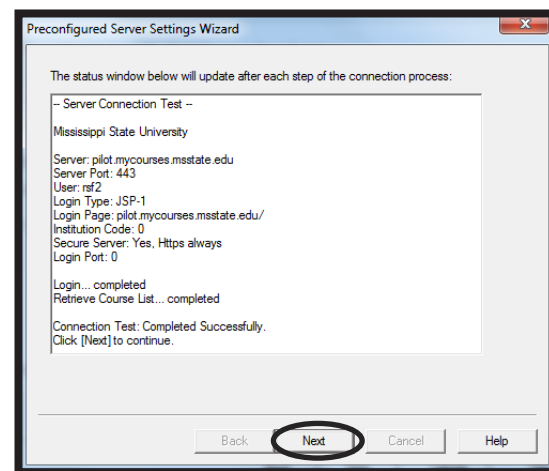 Preconfigured Server Settings Wizard
The status window below will update after each step of the connection process:
-- Server Connection Test --
Mississippi State University
Server: pilot.mycourses.msstate.edu
Server Port: 443
User: rsf2
Login Type: JSP-1
Login Page: pilot.mycourses.msstate.edu/
Institution Code: 0
Secure Server: Yes, Https always
Login Port: 0
Login... completed
Retrieve Course List... completed
Connection Test: Completed Successfully.
Click [Next] to continue.
Back Next Cancel Help